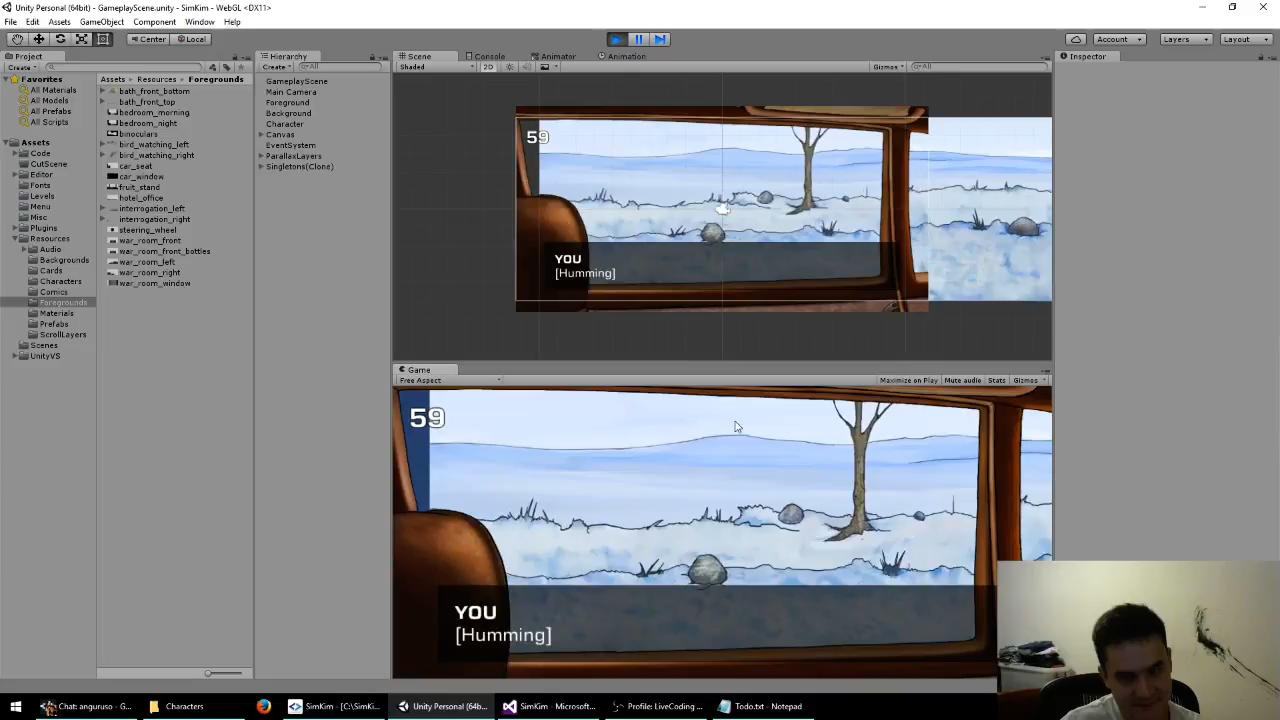 Unity Personal (64bit) - GameplayScene.unity - SimKim - WebGL <DX11>
File Edit Assets GameObject Component Window Help
Center Local Account Layers Layout
Project Hierarchy Scene Console Animator Animation Inspector
Create Create All Shaded 2D Gizmos All
Favorites
All Materials
All Models
All Prefabs
All Scripts
Assets
Code
CutScene
Editor
Fonts
Levels
Menu
Misc
Plugins
Resources
Audio
Backgrounds
Cards
Characters
Comics
Foregrounds
Materials
Prefabs
ScrollLayers
Scenes
UnityVS
Assets Resources Foregrounds
bath_front_bottom
bath_front_top
bedroom_morning
bedroom_night
binoculars
bird_watching_left
bird_watching_right
car_seat
car_window
fruit_stand
hotel_office
interrogation_left
interrogation_right
steering_wheel
war_room_front
war_room_front_bottles
war_room_left
war_room_right
war_room_window
GameplayScene
Main Camera
Foreground
Background
Character
Canvas
EventSystem
ParallaxLayers
Singletons(Clone)
59
YOU
[Humming]
Game
Free Aspect Maximize on Play Mute audio Stats Gizmos
59
YOU
[Humming]
Chat: anguruso - G... Characters SimKim - [C:\SimKi... Unity Personal (64b... SimKim - Microsoft... Profile: LiveCoding ... Todo.txt - Notepad